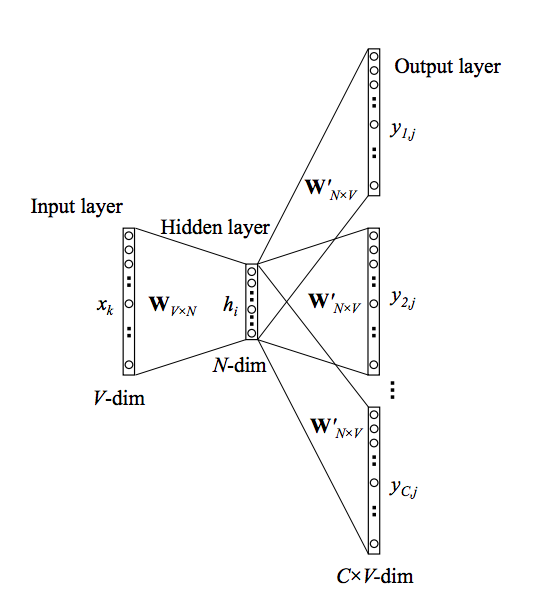 Output layer
y1,j
W'N×V
Input layer
Hidden layer
xk
WV×N
hi
W'N×V
y2,j
N-dim
V-dim
W'N×V
yC,j
C×V-dim